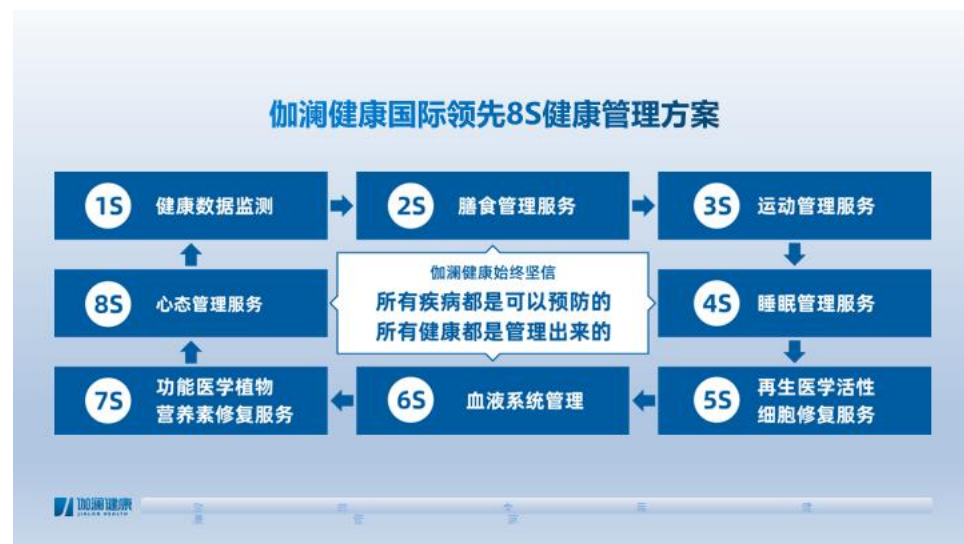 伽澜健康国际领先8S健康管理方案
1S 健康数据监测
2S 膳食管理服务
3S 运动管理服务
8S 心态管理服务
伽澜健康始终坚信
所有疾病都是可以预防的
所有健康都是管理出来的
4S 睡眠管理服务
7S 功能医学植物
营养素修复服务
6S 血液系统管理
5S 再生医学活性
细胞修复服务
伽澜健康
JIALAN HEALTH